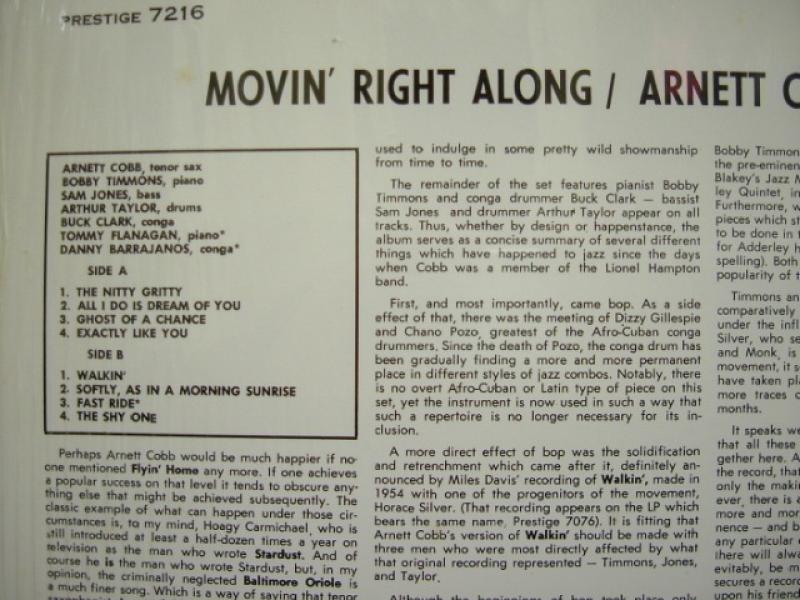 PRESTIGE 7216
MOVIN' RIGHT ALONG / ARNETT C
ARNETT COBB, tenor sax
BOBBY TIMMONS, piano
SAM JONES, bass
ARTHUR TAYLOR, drums
BUCK CLARK, conga
TOMMY FLANAGAN, piano*
DANNY BARRAJANOS, conga*
SIDE A
1. THE NITTY GRITTY
2. ALL I DO IS DREAM OF YOU
3. GHOST OF A CHANCE
4. EXACTLY LIKE YOU
SIDE B
1. WALKIN'
2. SOFTLY, AS IN A MORNING SUNRISE
3. FAST RIDE*
4. THE SHY ONE
Perhaps Arnett Cobb would be much happier if no-
one mentioned Flyin' Home any more. If one achieves
a popular success on that level it tends to obscure any-
thing else that might be achieved subsequently. The
classic example of what can happen under those cir-
cumstances is, to my mind, Hoagy Carmichael, who is
still introduced at least a half-dozen times a year on
television as the man who wrote Stardust. And of
course he is the man who wrote Stardust, but, in my
opinion, the criminally neglected Baltimore Oriole is
a much finer song. Which is a way of saying that tenor
used to indulge in some pretty wild showmanship
from time to time.
The remainder of the set features pianist Bobby
Timmons and conga drummer Buck Clark — bassist
Sam Jones and drummer Arthur Taylor appear on all
tracks. Thus, whether by design or happenstance, the
album serves as a concise summary of several different
things which have happened to jazz since the days
when Cobb was a member of the Lionel Hampton
band.
First, and most importantly, came bop. As a side
effect of that, there was the meeting of Dizzy Gillespie
and Chano Pozo, greatest of the Afro-Cuban conga
drummers. Since the death of Pozo, the conga drum has
been gradually finding a more and more permanent
place in different styles of jazz combos. Notably, there
is no overt Afro-Cuban or Latin type of piece on this
set, yet the instrument is now used in such a way that
such a repertoire is no longer necessary for its in-
clusion.
A more direct effect of bop was the solidification
and retrenchment which came after it, definitely an-
nounced by Miles Davis' recording of Walkin', made in
1954 with one of the progenitors of the movement,
Horace Silver. (That recording appears on the LP which
bears the same name, Prestige 7076). It is fitting that
Arnett Cobb's version of Walkin' should be made with
three men who were most directly affected by what
that original recording represented — Timmons, Jones,
and Taylor.
Although the beginnings of bop took place only
Bobby Timmon
the pre-eminen
Blakey's Jazz M
ley Quintet, in
Furthermore, w
pieces which st
to be done in t
for Adderley h
spelling). Both
popularity of t
Timmons an
comparatively
under the infl
Silver, who se
and Monk, is
movement, it s
have taken pl
more traces o
months.
It speaks we
that all these
gether here. A
the record, that
only the makin
ever, there is
more and mor
nence — and b
any particular
there will alwa
evitably, be m
secures a recor
upon his friend